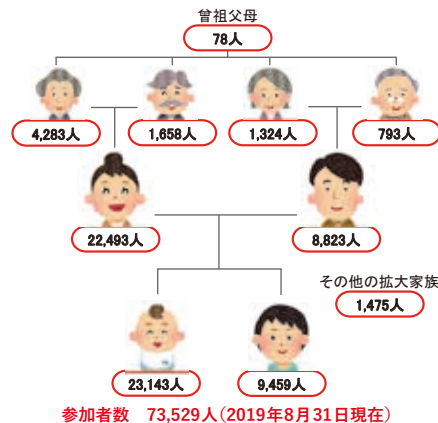 曾祖父母
78人
4,283人 1,658人 1,324人 793人
22,493人 8,823人
その他の拡大家族
1,475人
23,143人 9,459人
参加者数 73,529人(2019年8月31日現在)